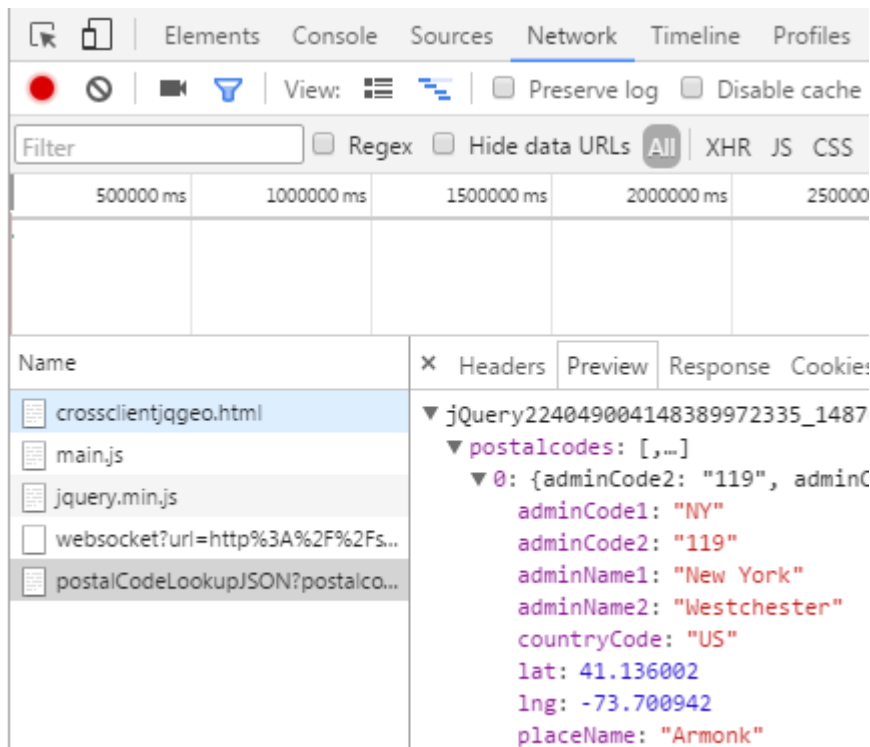 Elements Console Sources Network Timeline Profiles
View: Preserve log Disable cache
Filter Regex Hide data URLs All XHR JS CSS
500000 ms 1000000 ms 1500000 ms 2000000 ms 250000
Name
crossclientjqgeo.html
main.js
jquery.min.js
websocket?url=http%3A%2F%2Fs...
postalCodeLookupJSON?postalco...
× Headers Preview Response Cookies
▼ jQuery224049004148389972335_1487
▼ postalcodes: [,…]
▼ 0: {adminCode2: "119", adminC
adminCode1: "NY"
adminCode2: "119"
adminName1: "New York"
adminName2: "Westchester"
countryCode: "US"
lat: 41.136002
lng: -73.700942
placeName: "Armonk"